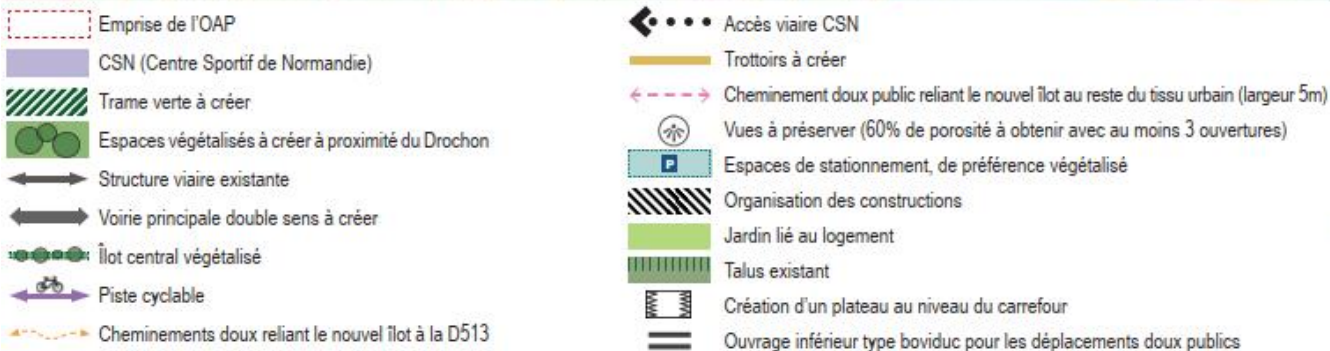 Emprise de l'OAP
CSN (Centre Sportif de Normandie)
Trame verte à créer
Espaces végétalisés à créer à proximité du Drochon
Structure viaire existante
Voirie principale double sens à créer
Îlot central végétalisé
Piste cyclable
Cheminements doux reliant le nouvel îlot à la D513
Accès viaire CSN
Trottoirs à créer
Cheminement doux public reliant le nouvel îlot au reste du tissu urbain (largeur 5m)
Vues à préserver (60% de porosité à obtenir avec au moins 3 ouvertures)
P
Espaces de stationnement, de préférence végétalisé
Organisation des constructions
Jardin lié au logement
Talus existant
Création d'un plateau au niveau du carrefour
Ouvrage inférieur type boviduc pour les déplacements doux publics